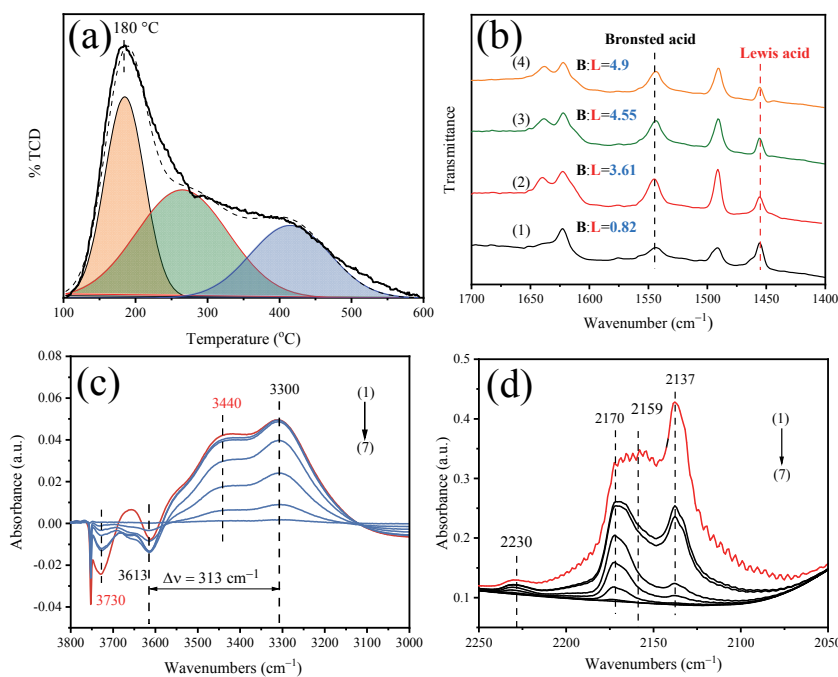 (a)
180 °C
% TCD
100 200 300 400 500 600
Temperature (°C)
(b)
Bronsted acid
Lewis acid
(4)
B:L=4.9
(3)
B:L=4.55
(2)
B:L=3.61
(1)
B:L=0.82
Transmittance
1700 1650 1600 1550 1500 1450 1400
Wavenumber (cm⁻¹)
(c)
3440
3300
(1)
(7)
3613
Δν = 313 cm⁻¹
3730
Absorbance (a.u.)
0.08
0.06
0.04
0.02
0.00
-0.02
-0.04
3800 3700 3600 3500 3400 3300 3200 3100 3000
Wavenumbers (cm⁻¹)
(d)
2137
2170 2159
(1)
(7)
2230
Absorbance (a.u.)
0.5
0.4
0.3
0.2
0.1
2250 2200 2150 2100 2050
Wavenumbers (cm⁻¹)